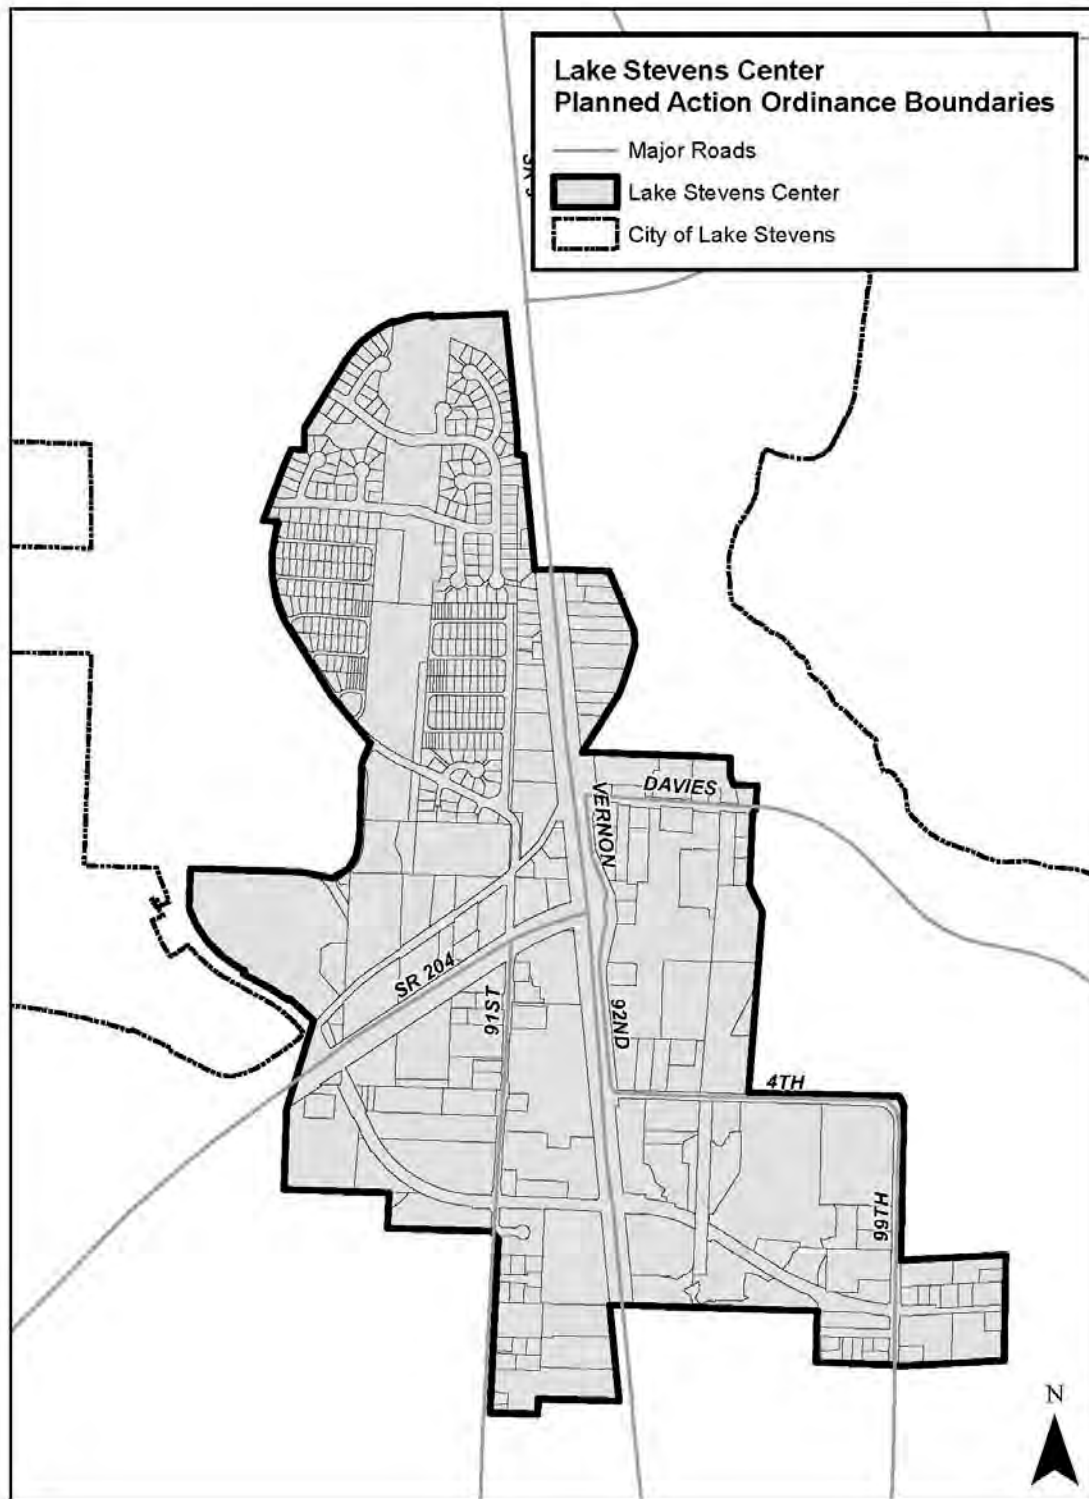 Lake Stevens Center
Planned Action Ordinance Boundaries
Major Roads
Lake Stevens Center
City of Lake Stevens
DAVIES
VERNON
SR 204
91ST
92ND
4TH
99TH
N